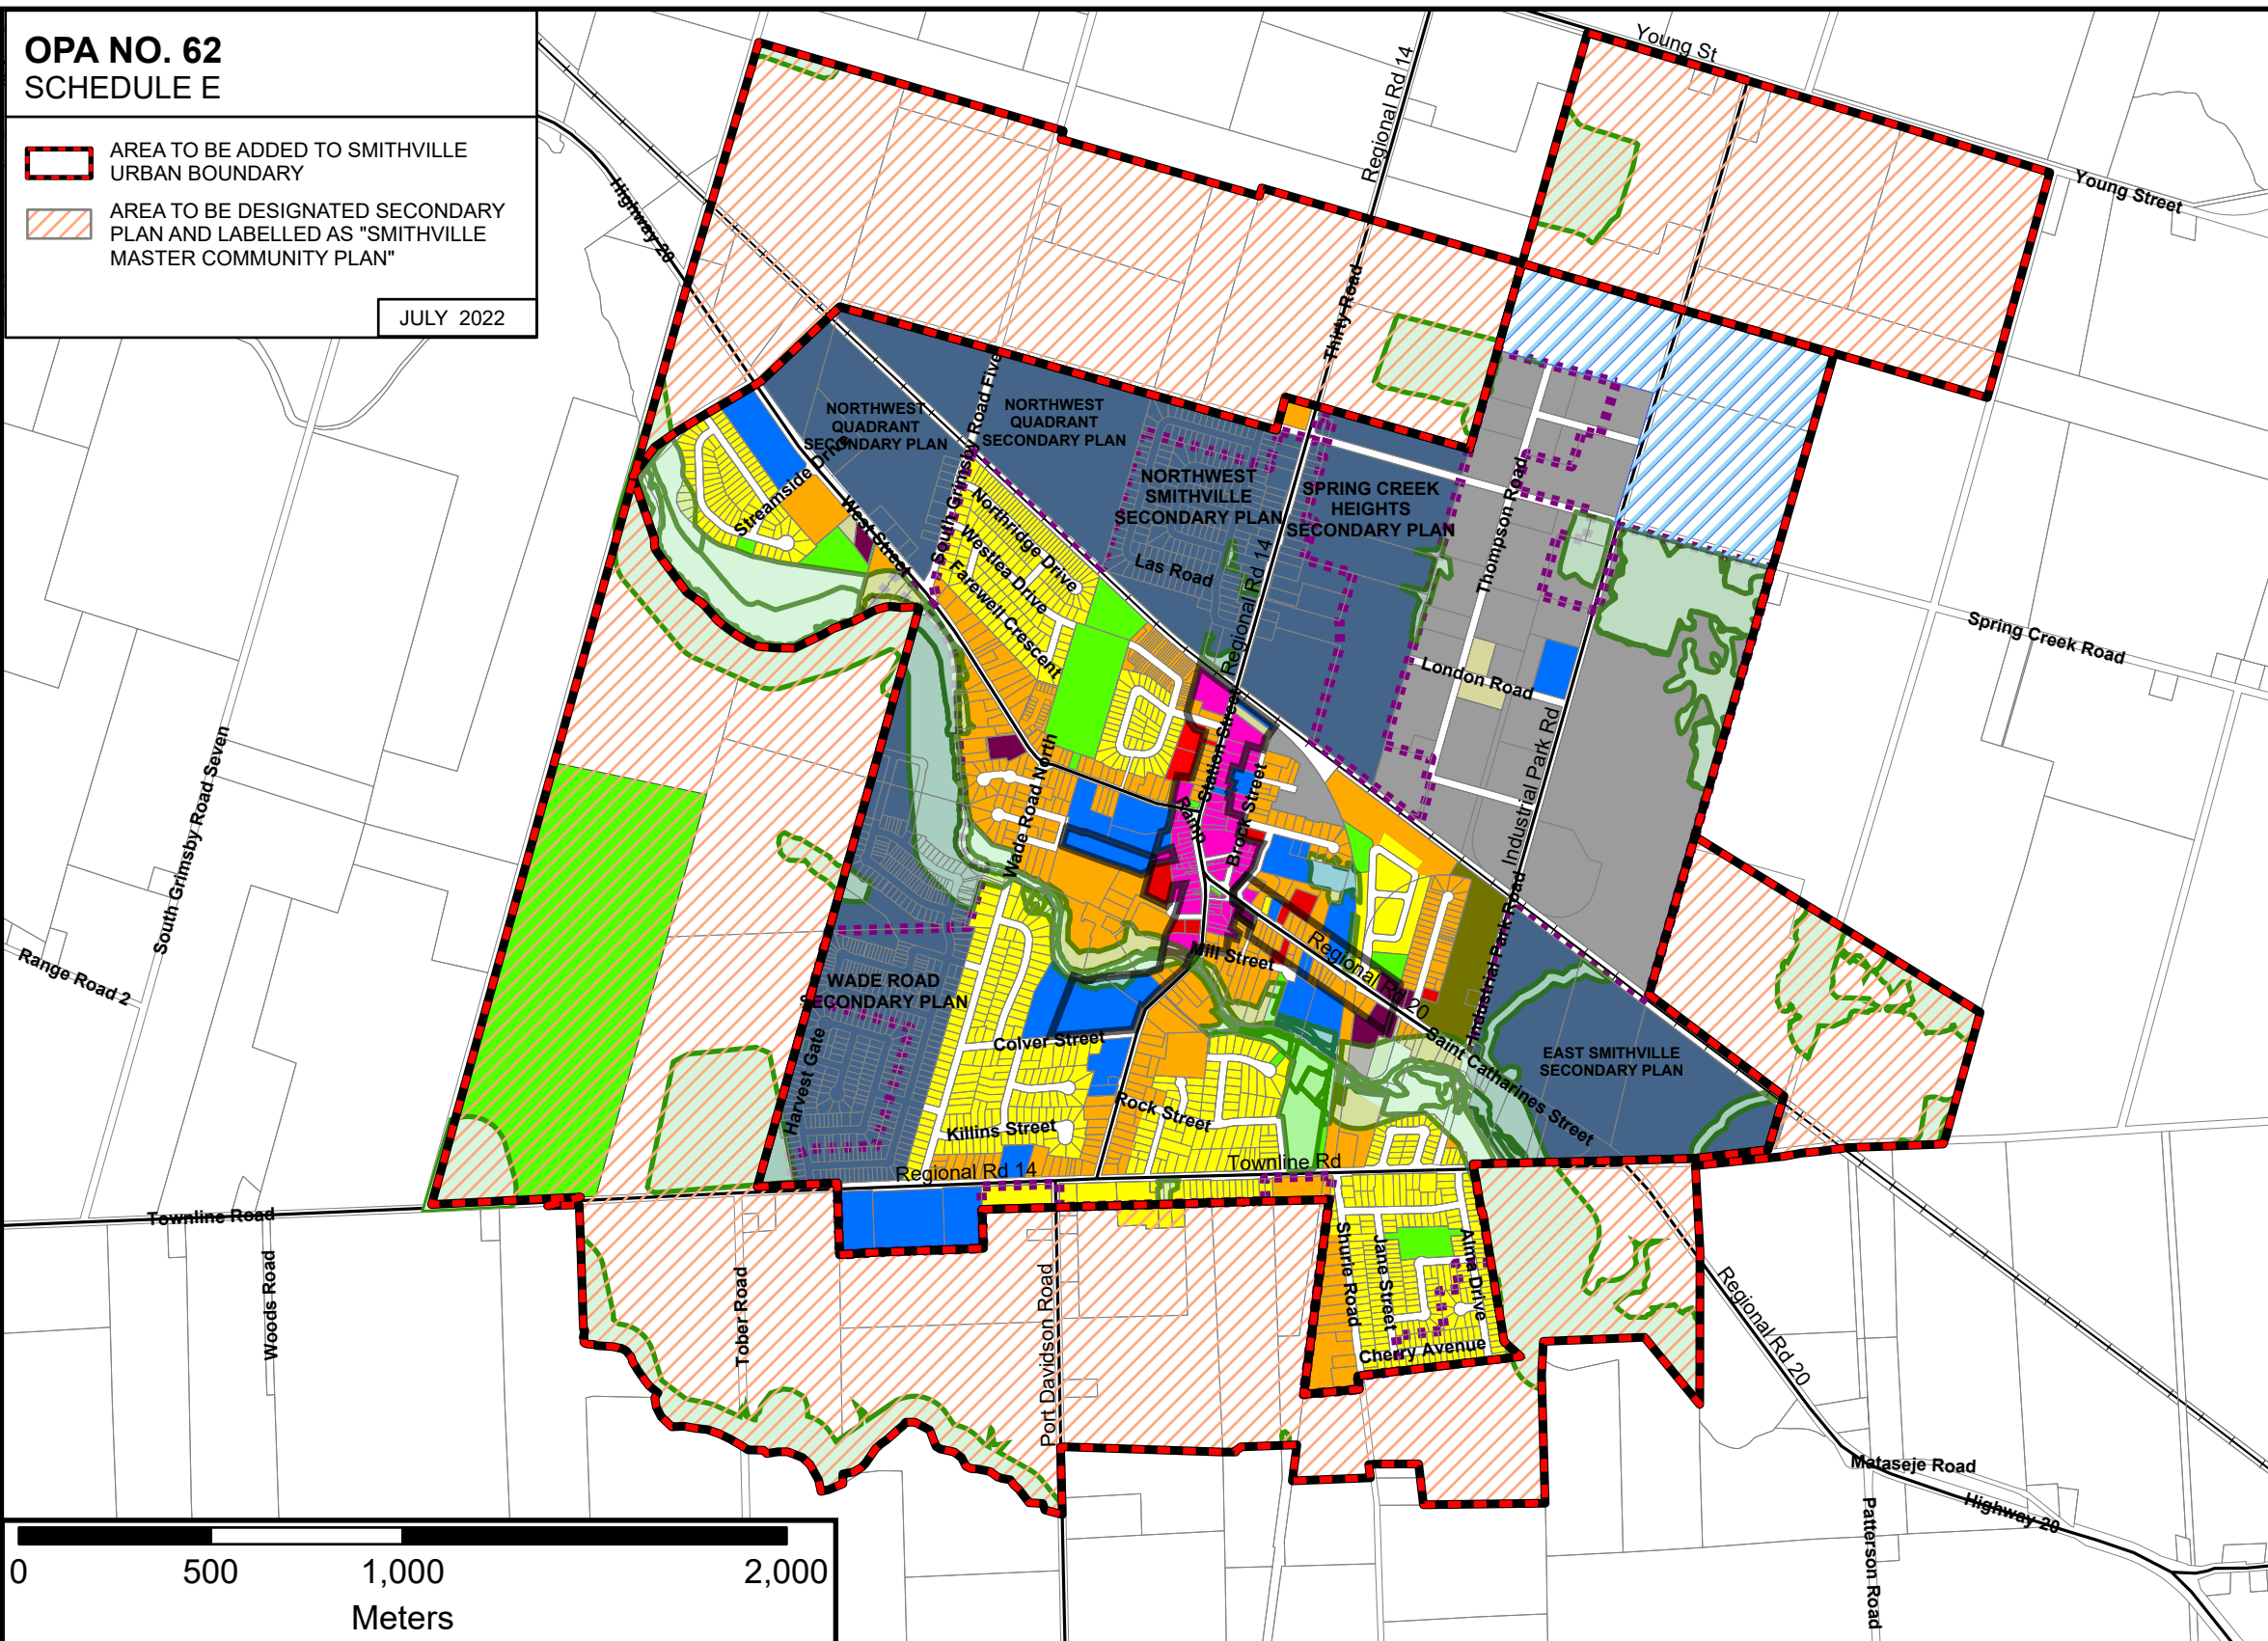 OPA NO. 62
SCHEDULE E
AREA TO BE ADDED TO SMITHVILLE
URBAN BOUNDARY
AREA TO BE DESIGNATED SECONDARY
PLAN AND LABELLED AS "SMITHVILLE
MASTER COMMUNITY PLAN"
JULY 2022
Young St
Regional Rd 14
Young Street
Highway 20
Thirty Road
NORTHWEST
QUADRANT
SECONDARY PLAN
South Grimsby Road Five
NORTHWEST
QUADRANT
SECONDARY PLAN
Streamside Drive
West Street
Northridge Drive
Westlea Drive
Farewell Crescent
NORTHWEST
SMITHVILLE
SECONDARY PLAN
SPRING CREEK
HEIGHTS
SECONDARY PLAN
Las Road
Regional Rd 14
Thompson Road
London Road
Spring Creek Road
Industrial Park Rd
Station Street
Ramp
Brock Street
Wade Road North
South Grimsby Road Seven
Range Road 2
Mill Street
Regional Rd 20
Industrial Park Road
WADE ROAD
SECONDARY PLAN
Harvest Gate
Colver Street
Saint Catharines Street
EAST SMITHVILLE
SECONDARY PLAN
Rock Street
Killins Street
Regional Rd 14
Townline Rd
Townline Road
Woods Road
Tober Road
Port Davidson Road
Shurie Road
Jane Street
Alma Drive
Cherry Avenue
Regional Rd 20
Mataseje Road
Highway 20
Patterson Road
0 500 1,000 2,000
Meters